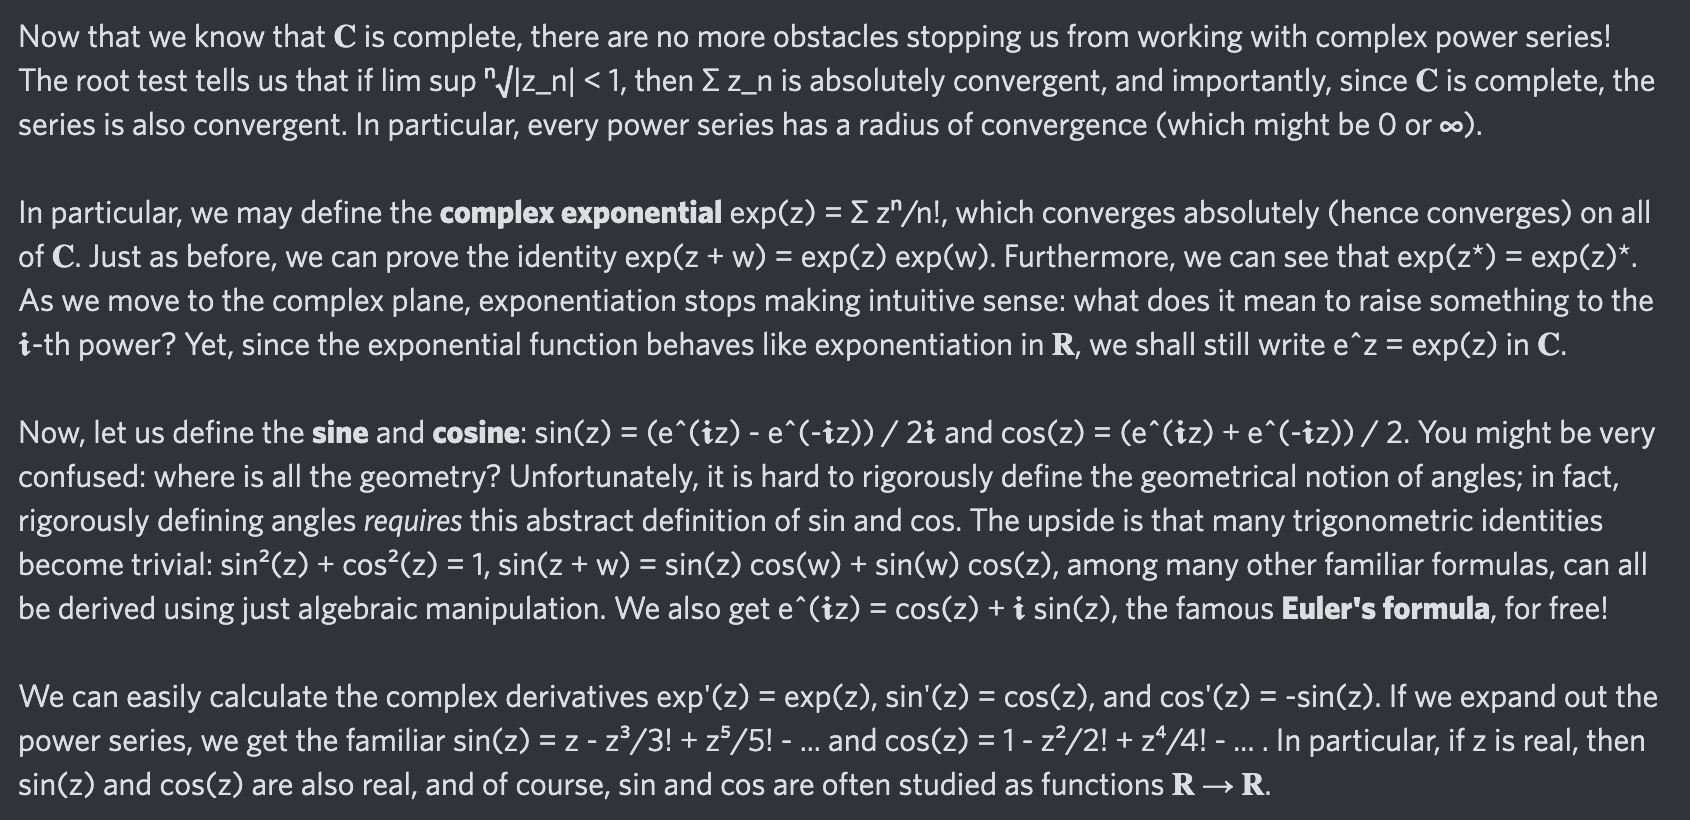 Now that we know that 𝐂 is complete, there are no more obstacles stopping us from working with complex power series!
The root test tells us that if lim sup ⁿ√|z_n| < 1, then Σ z_n is absolutely convergent, and importantly, since 𝐂 is complete, the
series is also convergent. In particular, every power series has a radius of convergence (which might be 0 or ∞).

In particular, we may define the complex exponential exp(z) = Σ zⁿ/n!, which converges absolutely (hence converges) on all
of 𝐂. Just as before, we can prove the identity exp(z + w) = exp(z) exp(w). Furthermore, we can see that exp(z*) = exp(z)*.
As we move to the complex plane, exponentiation stops making intuitive sense: what does it mean to raise something to the
𝐢-th power? Yet, since the exponential function behaves like exponentiation in 𝐑, we shall still write e^z = exp(z) in 𝐂.

Now, let us define the sine and cosine: sin(z) = (e^(𝐢z) - e^(-𝐢z)) / 2𝐢 and cos(z) = (e^(𝐢z) + e^(-𝐢z)) / 2. You might be very
confused: where is all the geometry? Unfortunately, it is hard to rigorously define the geometrical notion of angles; in fact,
rigorously defining angles requires this abstract definition of sin and cos. The upside is that many trigonometric identities
become trivial: sin²(z) + cos²(z) = 1, sin(z + w) = sin(z) cos(w) + sin(w) cos(z), among many other familiar formulas, can all
be derived using just algebraic manipulation. We also get e^(𝐢z) = cos(z) + 𝐢 sin(z), the famous Euler's formula, for free!

We can easily calculate the complex derivatives exp'(z) = exp(z), sin'(z) = cos(z), and cos'(z) = -sin(z). If we expand out the
power series, we get the familiar sin(z) = z - z³/3! + z⁵/5! - ... and cos(z) = 1 - z²/2! + z⁴/4! - ... . In particular, if z is real, then
sin(z) and cos(z) are also real, and of course, sin and cos are often studied as functions 𝐑 → 𝐑.